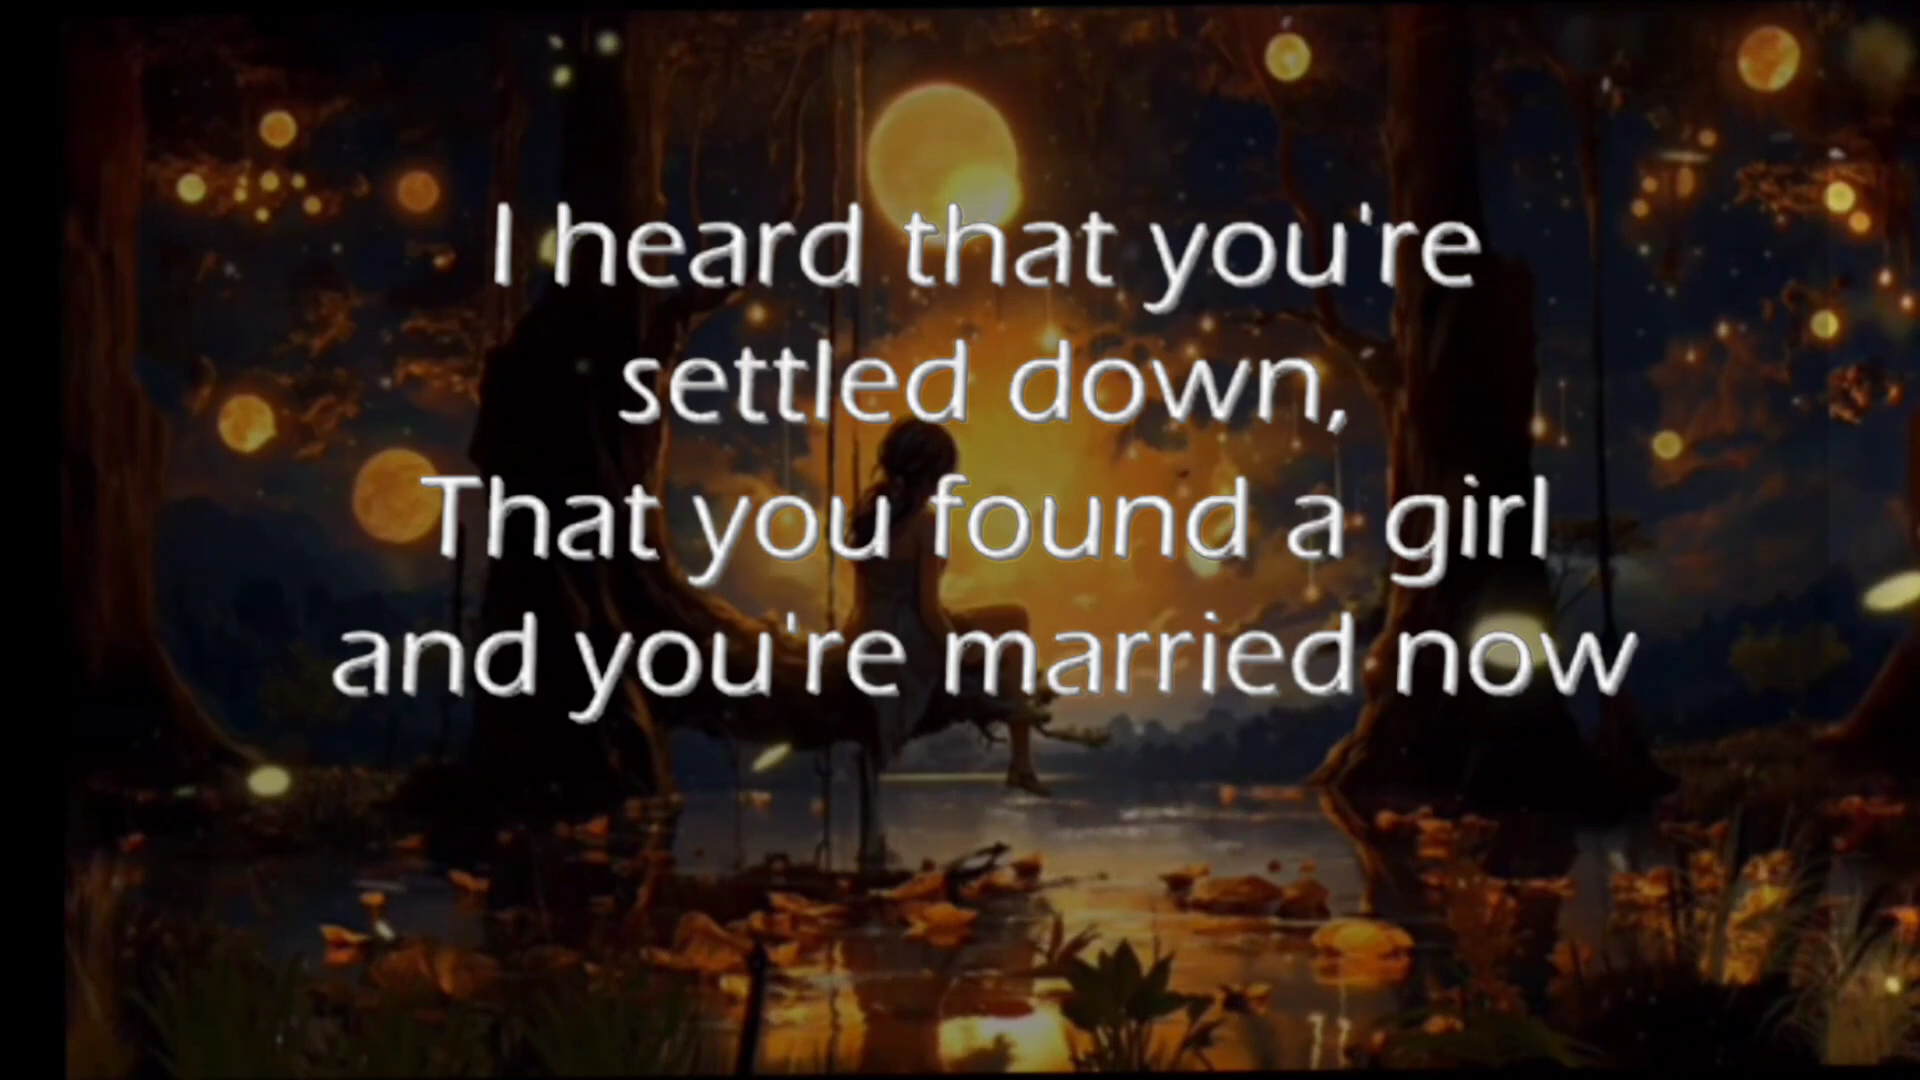 I heard that you're
settled down,
That you found a girl
and you're married now